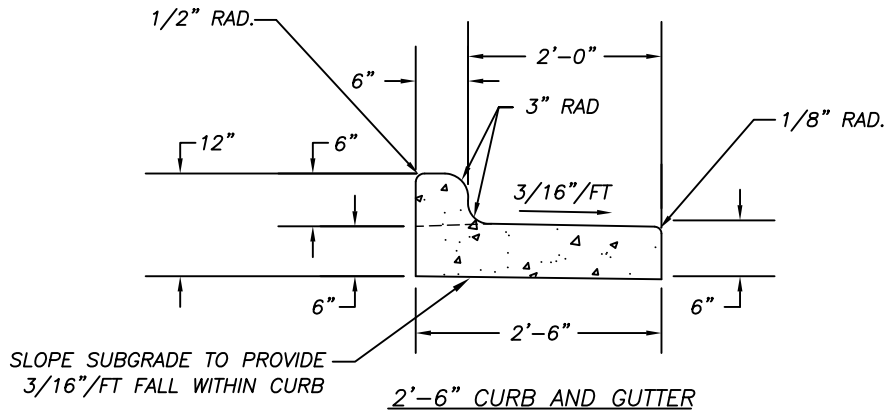 1/2" RAD.
2'-0"
6"
3" RAD
1/8" RAD.
12"
6"
3/16"/FT
6"
6"
2'-6"
SLOPE SUBGRADE TO PROVIDE
3/16"/FT FALL WITHIN CURB
2'-6" CURB AND GUTTER